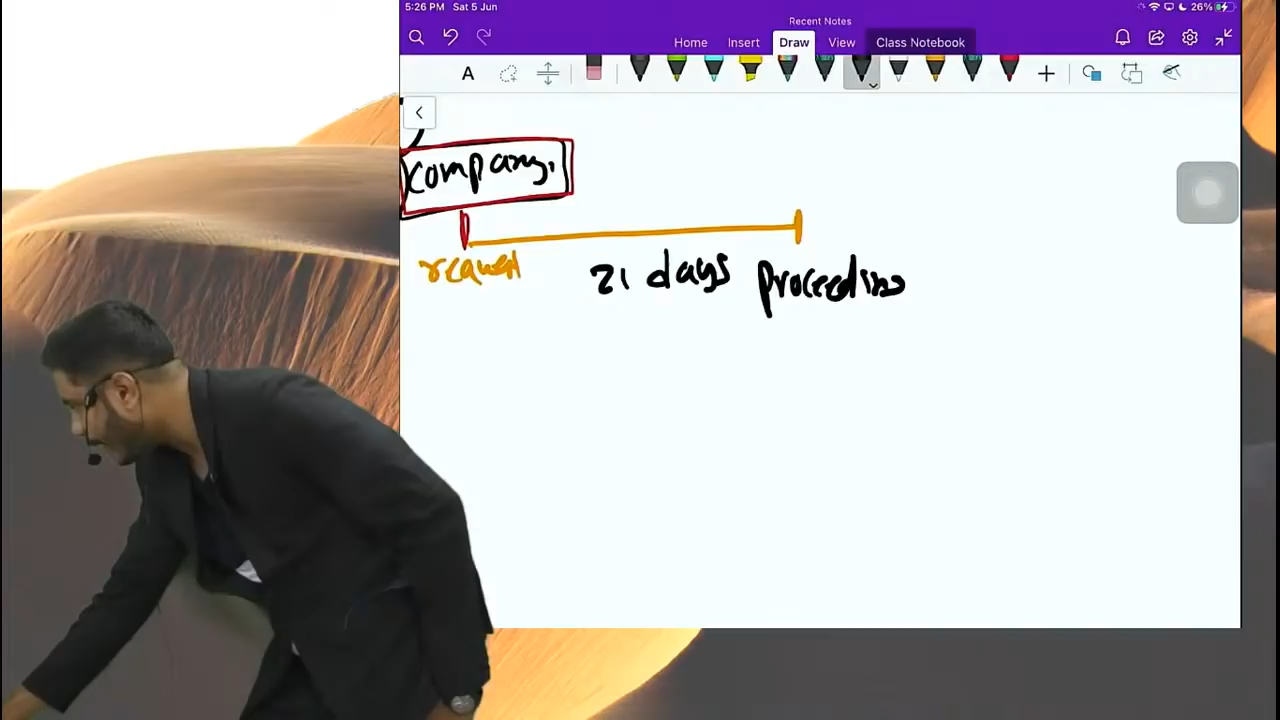 5:26 PM Sat 5 Jun
26%
Recent Notes
Home Insert Draw View Class Notebook
A
company.
request
21 days proceedings